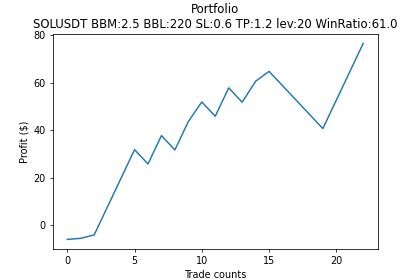 Portfolio
SOLUSDT BBM:2.5 BBL:220 SL:0.6 TP:1.2 lev:20 WinRatio:61.0
80
60
40
20
0
Profit ($)
0 5 10 15 20
Trade counts